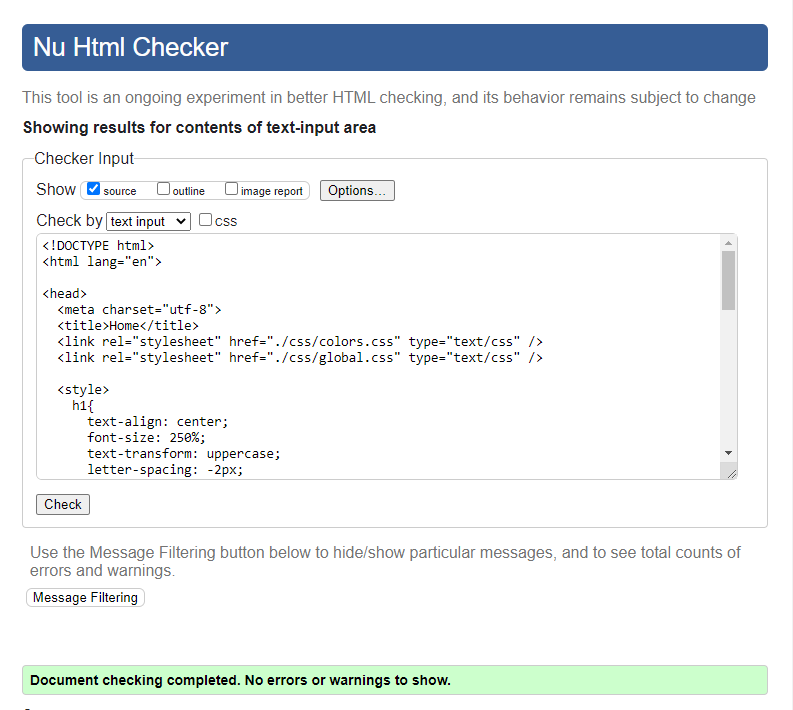 Nu Html Checker
This tool is an ongoing experiment in better HTML checking, and its behavior remains subject to change
Showing results for contents of text-input area
Checker Input
Show source outline image report Options...
Check by text input css
<!DOCTYPE html>
<html lang="en">
<head>
<meta charset="utf-8">
<title>Home</title>
<link rel="stylesheet" href="./css/colors.css" type="text/css" />
<link rel="stylesheet" href="./css/global.css" type="text/css" />
<style>
h1{
text-align: center;
font-size: 250%;
text-transform: uppercase;
letter-spacing: -2px;
Check
Use the Message Filtering button below to hide/show particular messages, and to see total counts of
errors and warnings.
Message Filtering
Document checking completed. No errors or warnings to show.